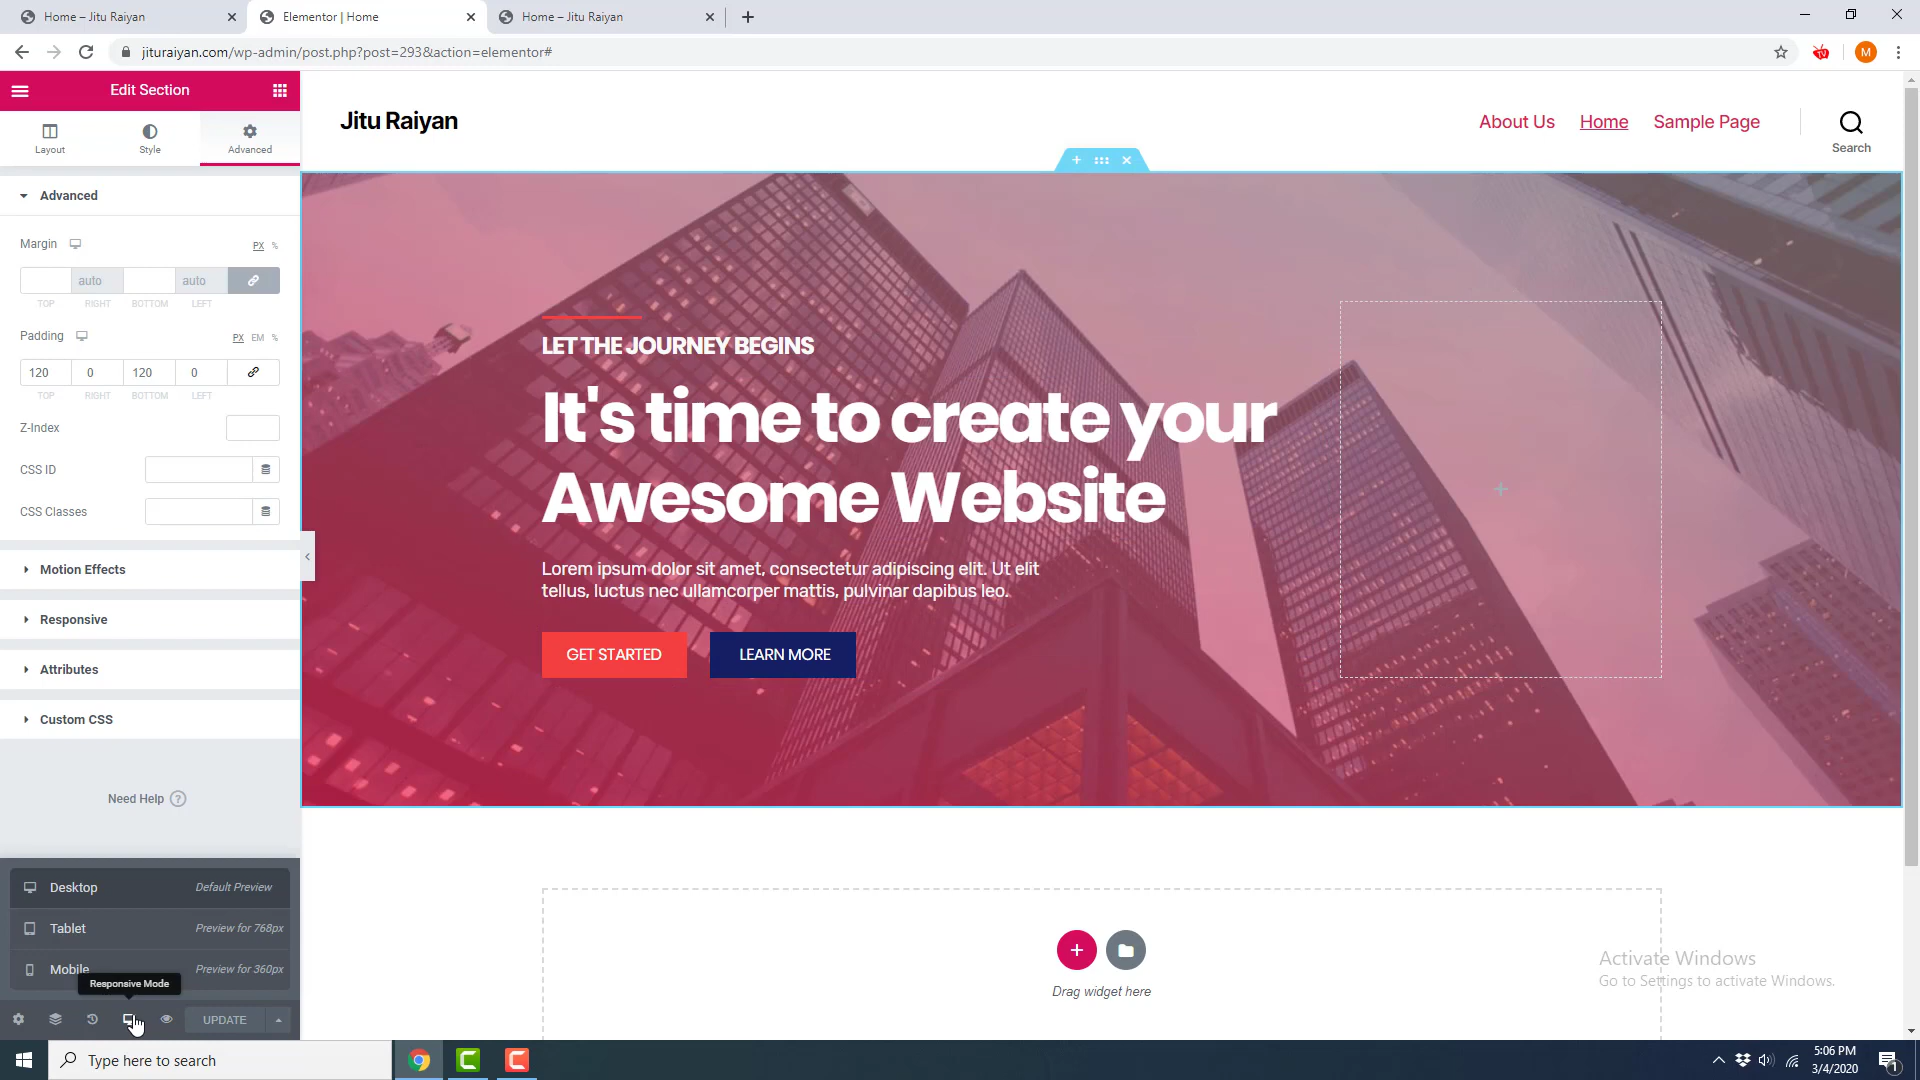 Home – Jitu Raiyan
Elementor | Home
Home – Jitu Raiyan
jituraiyan.com/wp-admin/post.php?post=293&action=elementor#
TV
M
Edit Section
Layout
Style
Advanced
Advanced
Margin
PX %
auto
auto
TOP RIGHT BOTTOM LEFT
Padding
PX EM %
120 0 120 0
TOP RIGHT BOTTOM LEFT
Z-Index
CSS ID
CSS Classes
Motion Effects
Responsive
Attributes
Custom CSS
Need Help ?
Desktop Default Preview
Tablet Preview for 768px
Mobile Preview for 360px
Responsive Mode
UPDATE
Jitu Raiyan
About Us Home Sample Page
Search
LET THE JOURNEY BEGINS
It's time to create your
Awesome Website
Lorem ipsum dolor sit amet, consectetur adipiscing elit. Ut elit
tellus, luctus nec ullamcorper mattis, pulvinar dapibus leo.
GET STARTED
LEARN MORE
Drag widget here
Activate Windows
Go to Settings to activate Windows.
Type here to search
5:06 PM
3/4/2020
1